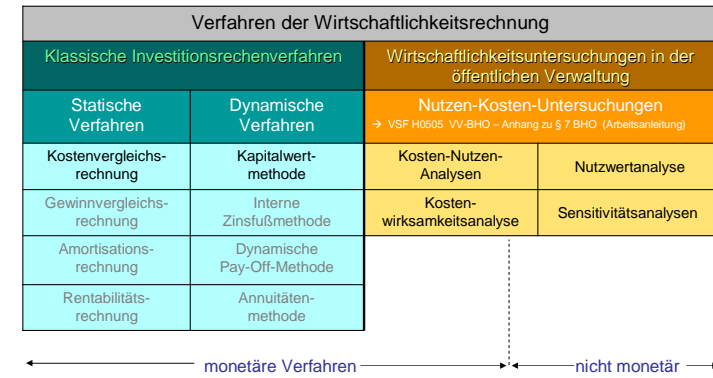 Verfahren der Wirtschaftlichkeitsrechnung
Klassische Investitionsrechenverfahren
Wirtschaftlichkeitsuntersuchungen in der
öffentlichen Verwaltung
Statische
Verfahren
Dynamische
Verfahren
Nutzen-Kosten-Untersuchungen
→ VSF H0505 VV-BHO – Anhang zu § 7 BHO (Arbeitsanleitung)
Kostenvergleichs-
rechnung
Kapitalwert-
methode
Kosten-Nutzen-
Analysen
Nutzwertanalyse
Gewinnvergleichs-
rechnung
Interne
Zinsfußmethode
Kosten-
wirksamkeitsanalyse
Sensitivitätsanalysen
Amortisations-
rechnung
Dynamische
Pay-Off-Methode
Rentabilitäts-
rechnung
Annuitäten-
methode
monetäre Verfahren
nicht monetär